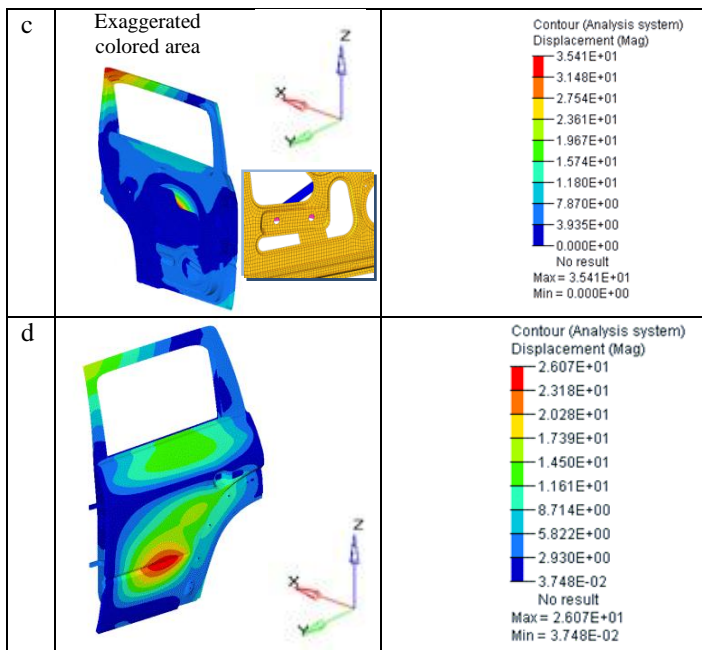 c
Exaggerated
colored area
Z
X
Y
Contour (Analysis system)
Displacement (Mag)
3.541E+01
3.148E+01
2.754E+01
2.361E+01
1.967E+01
1.574E+01
1.180E+01
7.870E+00
3.935E+00
0.000E+00
No result
Max = 3.541E+01
Min = 0.000E+00
d
Z
X
Y
Contour (Analysis system)
Displacement (Mag)
2.607E+01
2.318E+01
2.028E+01
1.739E+01
1.450E+01
1.161E+01
8.714E+00
5.822E+00
2.930E+00
3.748E-02
No result
Max = 2.607E+01
Min = 3.748E-02